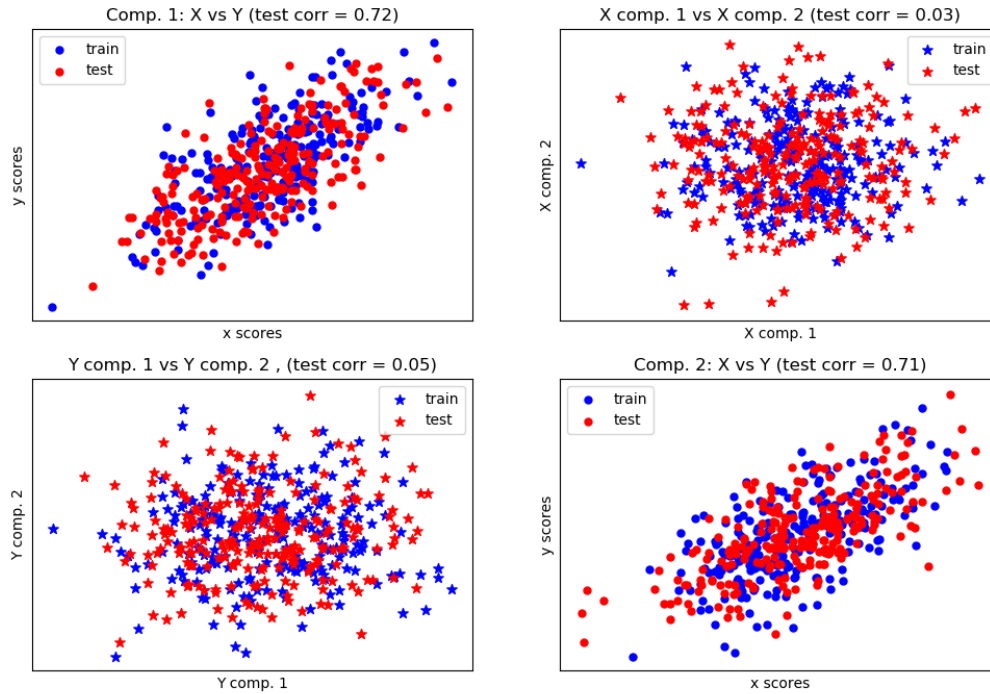 Comp. 1: X vs Y (test corr = 0.72)
train
test
y scores
x scores
X comp. 1 vs X comp. 2 (test corr = 0.03)
train
test
X comp. 2
X comp. 1
Y comp. 1 vs Y comp. 2 , (test corr = 0.05)
train
test
Y comp. 2
Y comp. 1
Comp. 2: X vs Y (test corr = 0.71)
train
test
y scores
x scores